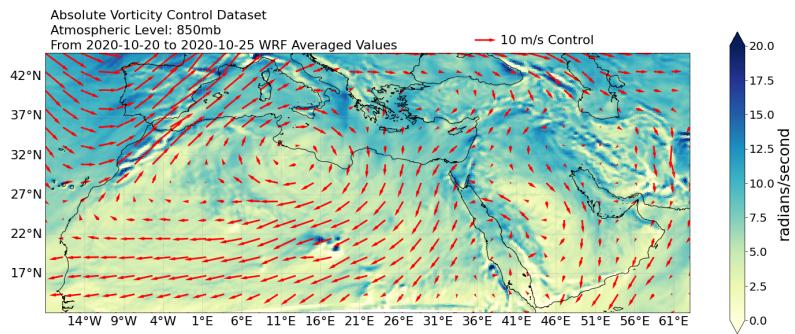 Absolute Vorticity Control Dataset
Atmospheric Level: 850mb
From 2020-10-20 to 2020-10-25 WRF Averaged Values
10 m/s Control
42°N
37°N
32°N
27°N
22°N
17°N
14°W 9°W 4°W 1°E 6°E 11°E 16°E 21°E 26°E 31°E 36°E 41°E 46°E 51°E 56°E 61°E
20.0
17.5
15.0
12.5
10.0
7.5
5.0
2.5
0.0
radians/second